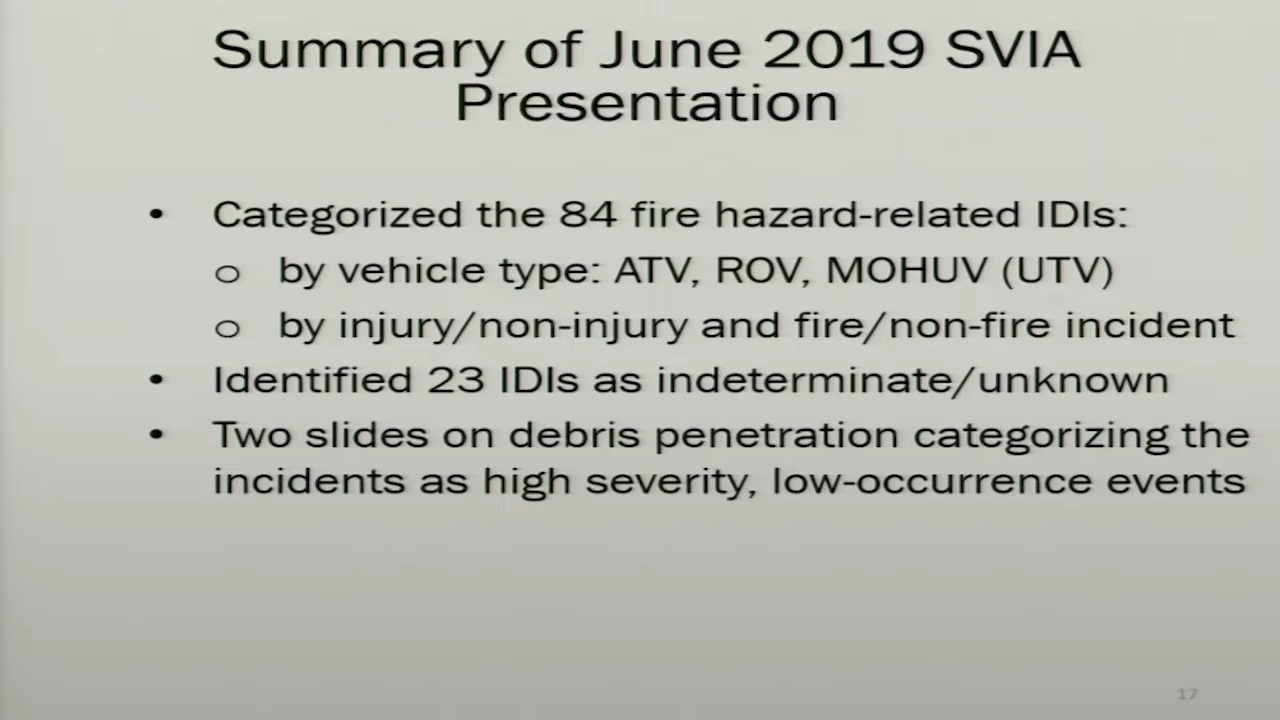 Summary of June 2019 SVIA
Presentation
• Categorized the 84 fire hazard-related IDIs:
o by vehicle type: ATV, ROV, MOHUV (UTV)
o by injury/non-injury and fire/non-fire incident
• Identified 23 IDIs as indeterminate/unknown
• Two slides on debris penetration categorizing the
incidents as high severity, low-occurrence events
17